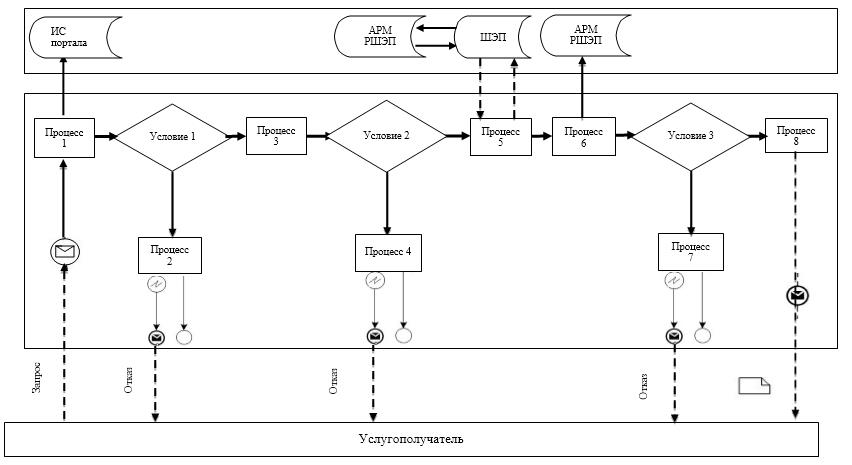 ИС
портала
АРМ
РШЭП
ШЭП
АРМ
РШЭП
Процесс
1
Условие 1
Процесс
3
Условие 2
Процесс
5
Процесс
6
Условие 3
Процесс
8
Процесс
2
Процесс 4
Процесс
7
Запрос
Отказ
Отказ
Отказ
Услугополучатель